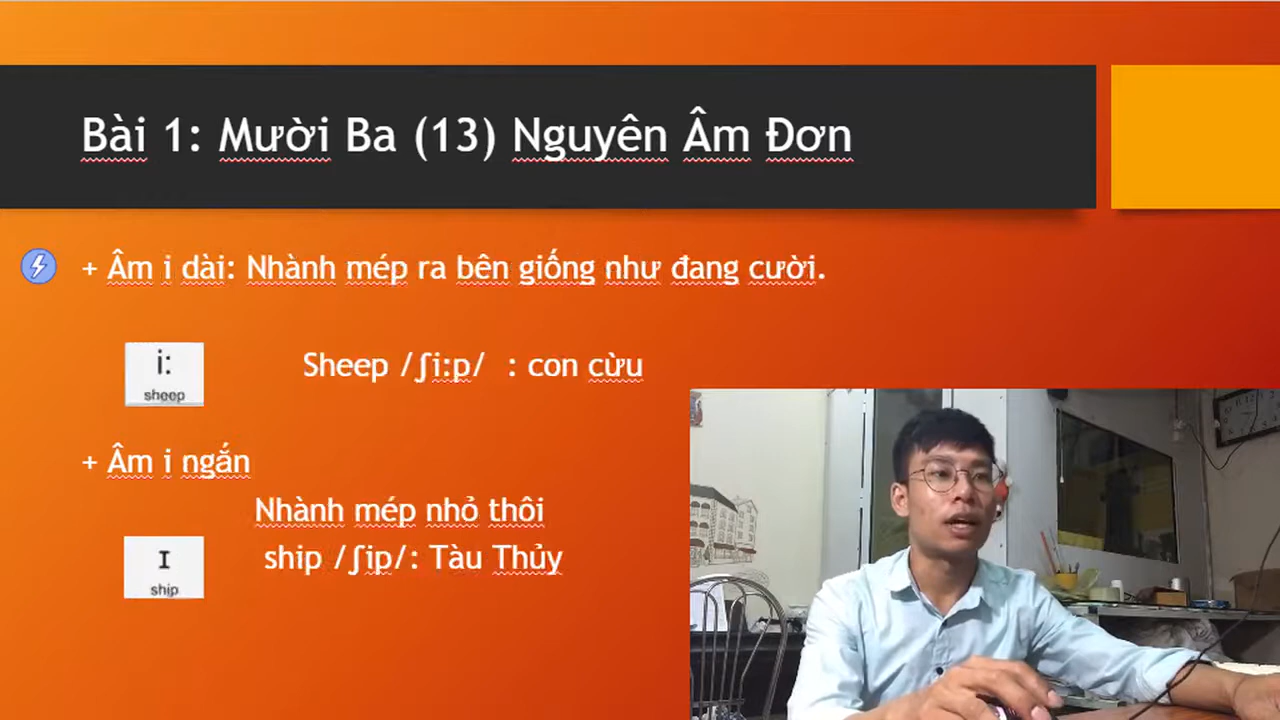 Bài 1: Mười Ba (13) Nguyên Âm Đơn
+ Âm i dài: Nhành mép ra bên giống như đang cười.
i:
sheep
Sheep /ʃi:p/ : con cừu
+ Âm i ngắn
Nhành mép nhỏ thôi
ɪ
ship
ship /ʃip/: Tàu Thủy